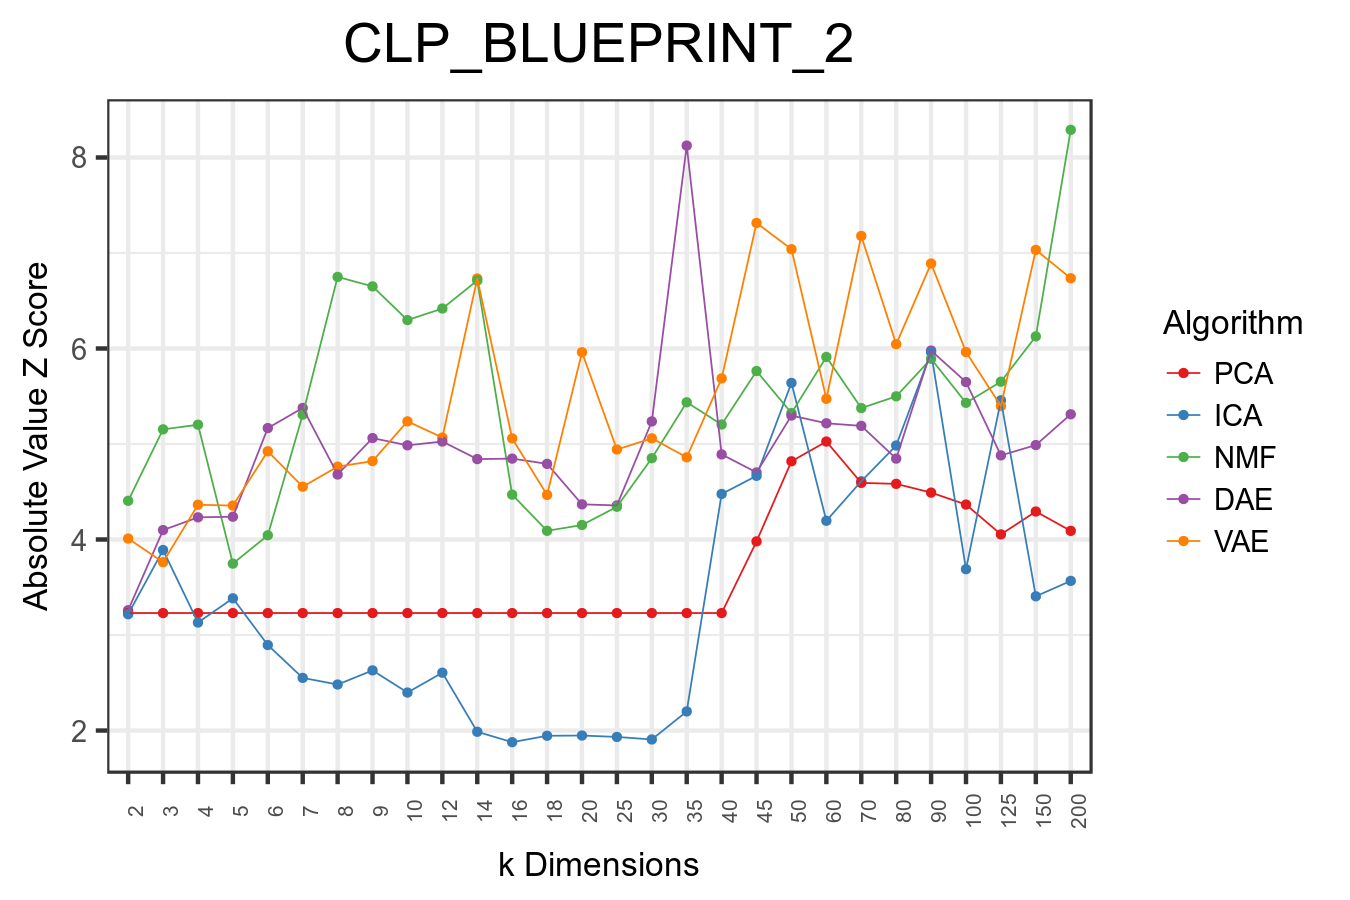 CLP_BLUEPRINT_2
Absolute Value Z Score
8
6
4
2
2 3 4 5 6 7 8 9 10 12 14 16 18 20 25 30 35 40 45 50 60 70 80 90 100 125 150 200
k Dimensions
Algorithm
PCA
ICA
NMF
DAE
VAE